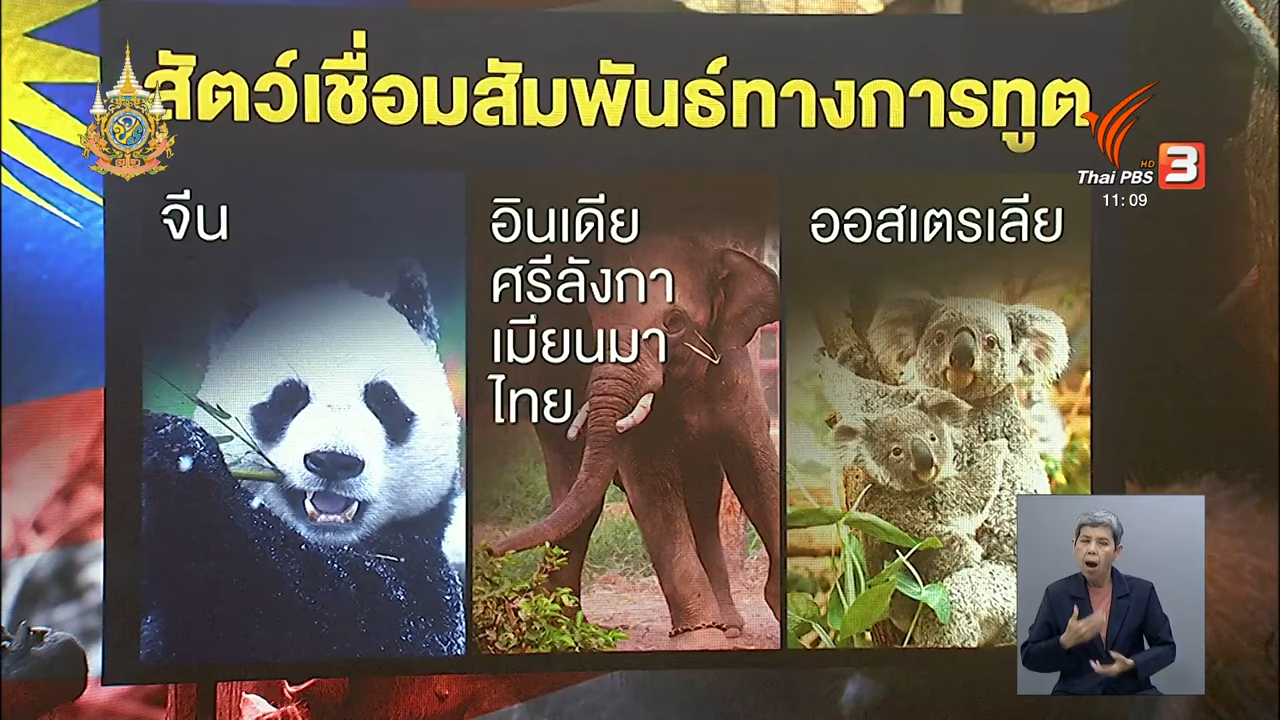 สัตว์เชื่อมสัมพันธ์ทางการทูต
Thai PBS HD 3
11:09
จีน
อินเดีย
ศรีลังกา
เมียนมา
ไทย
ออสเตรเลีย